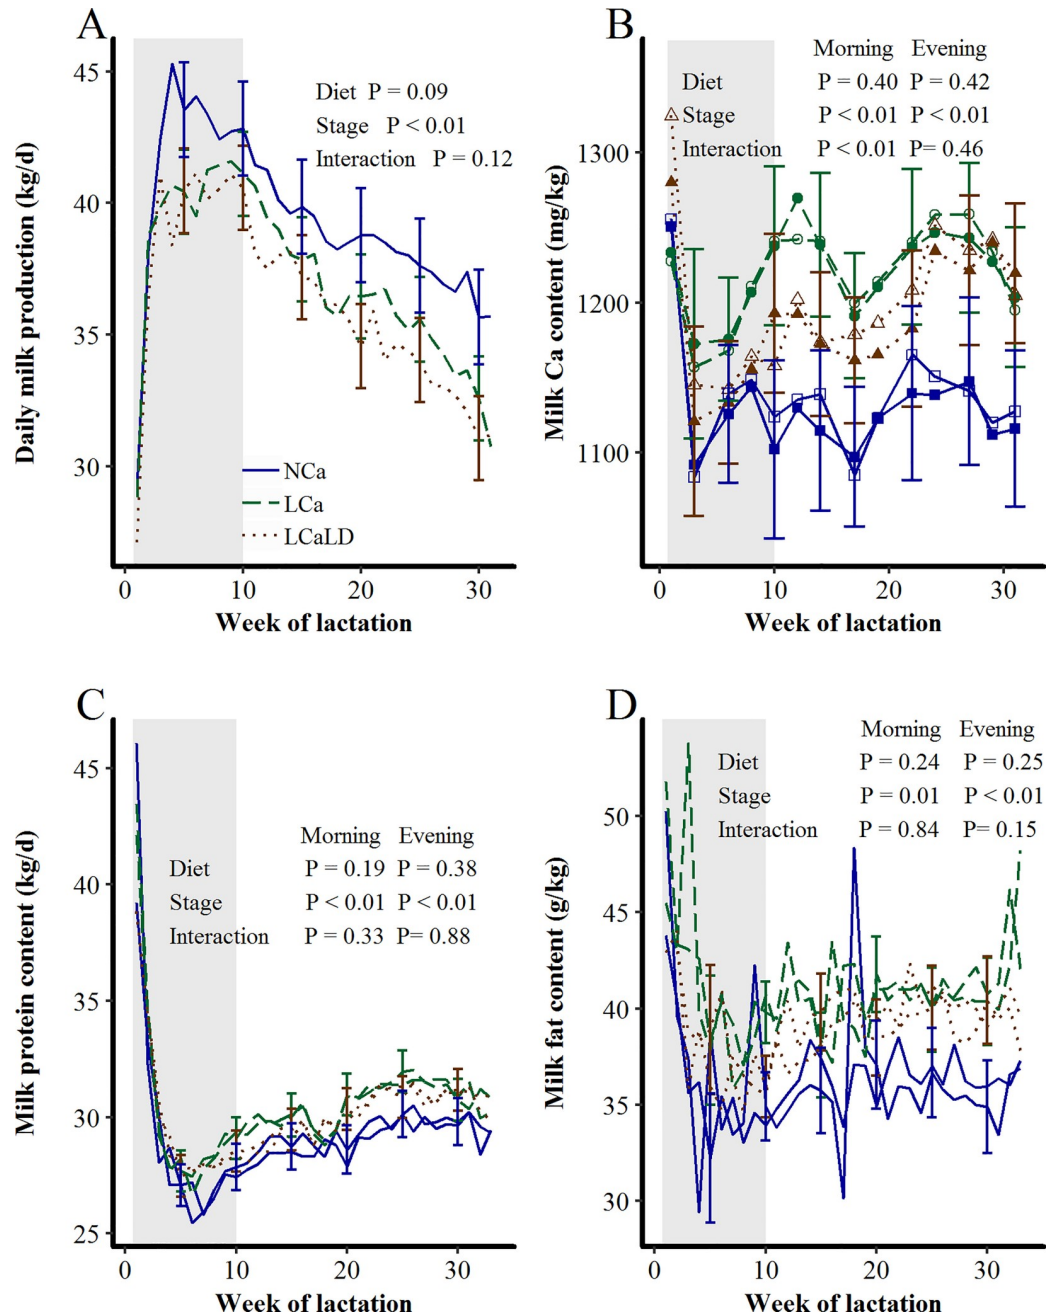 A
Daily milk production (kg/d)
45
40
35
30
Diet P = 0.09
Stage P < 0.01
Interaction P = 0.12
NCa
LCa
LCaLD
0 10 20 30
Week of lactation
B
Milk Ca content (mg/kg)
1300
1200
1100
Morning Evening
Diet P = 0.40 P = 0.42
Stage P < 0.01 P < 0.01
Interaction P < 0.01 P= 0.46
0 10 20 30
Week of lactation
C
Milk protein content (kg/d)
45
40
35
30
25
Morning Evening
Diet P = 0.19 P = 0.38
Stage P < 0.01 P < 0.01
Interaction P = 0.33 P= 0.88
0 10 20 30
Week of lactation
D
Milk fat content (g/kg)
50
45
40
35
30
Morning Evening
Diet P = 0.24 P = 0.25
Stage P = 0.01 P < 0.01
Interaction P = 0.84 P= 0.15
0 10 20 30
Week of lactation